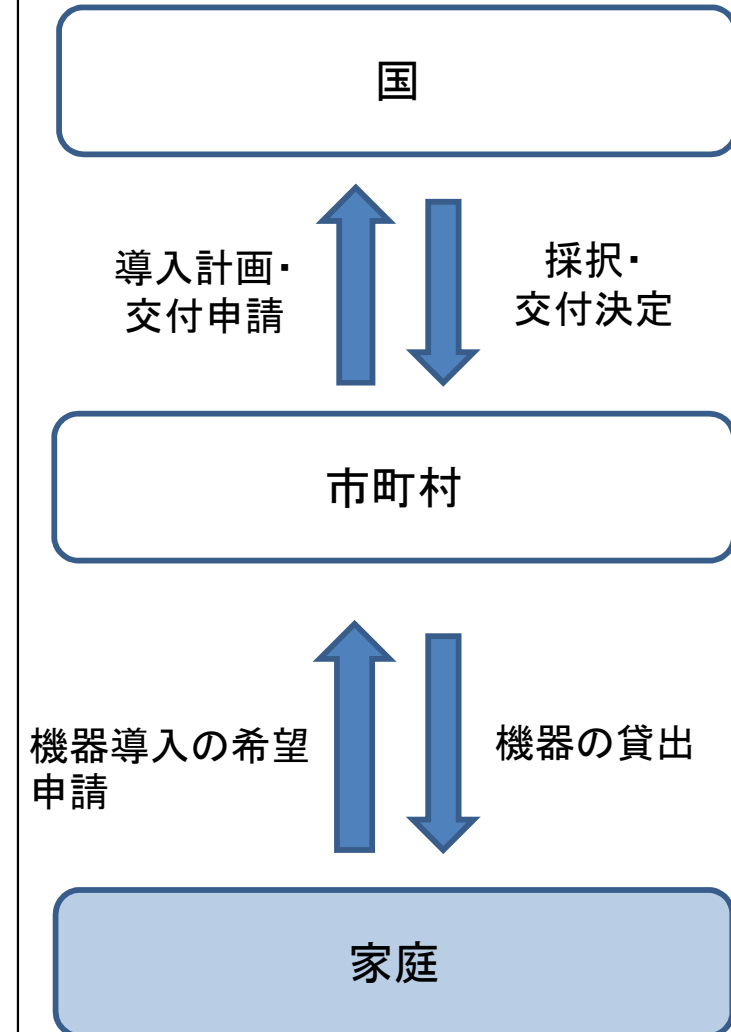 国
導入計画・
交付申請
採択・
交付決定
市町村
機器導入の希望
申請
機器の貸出
家庭